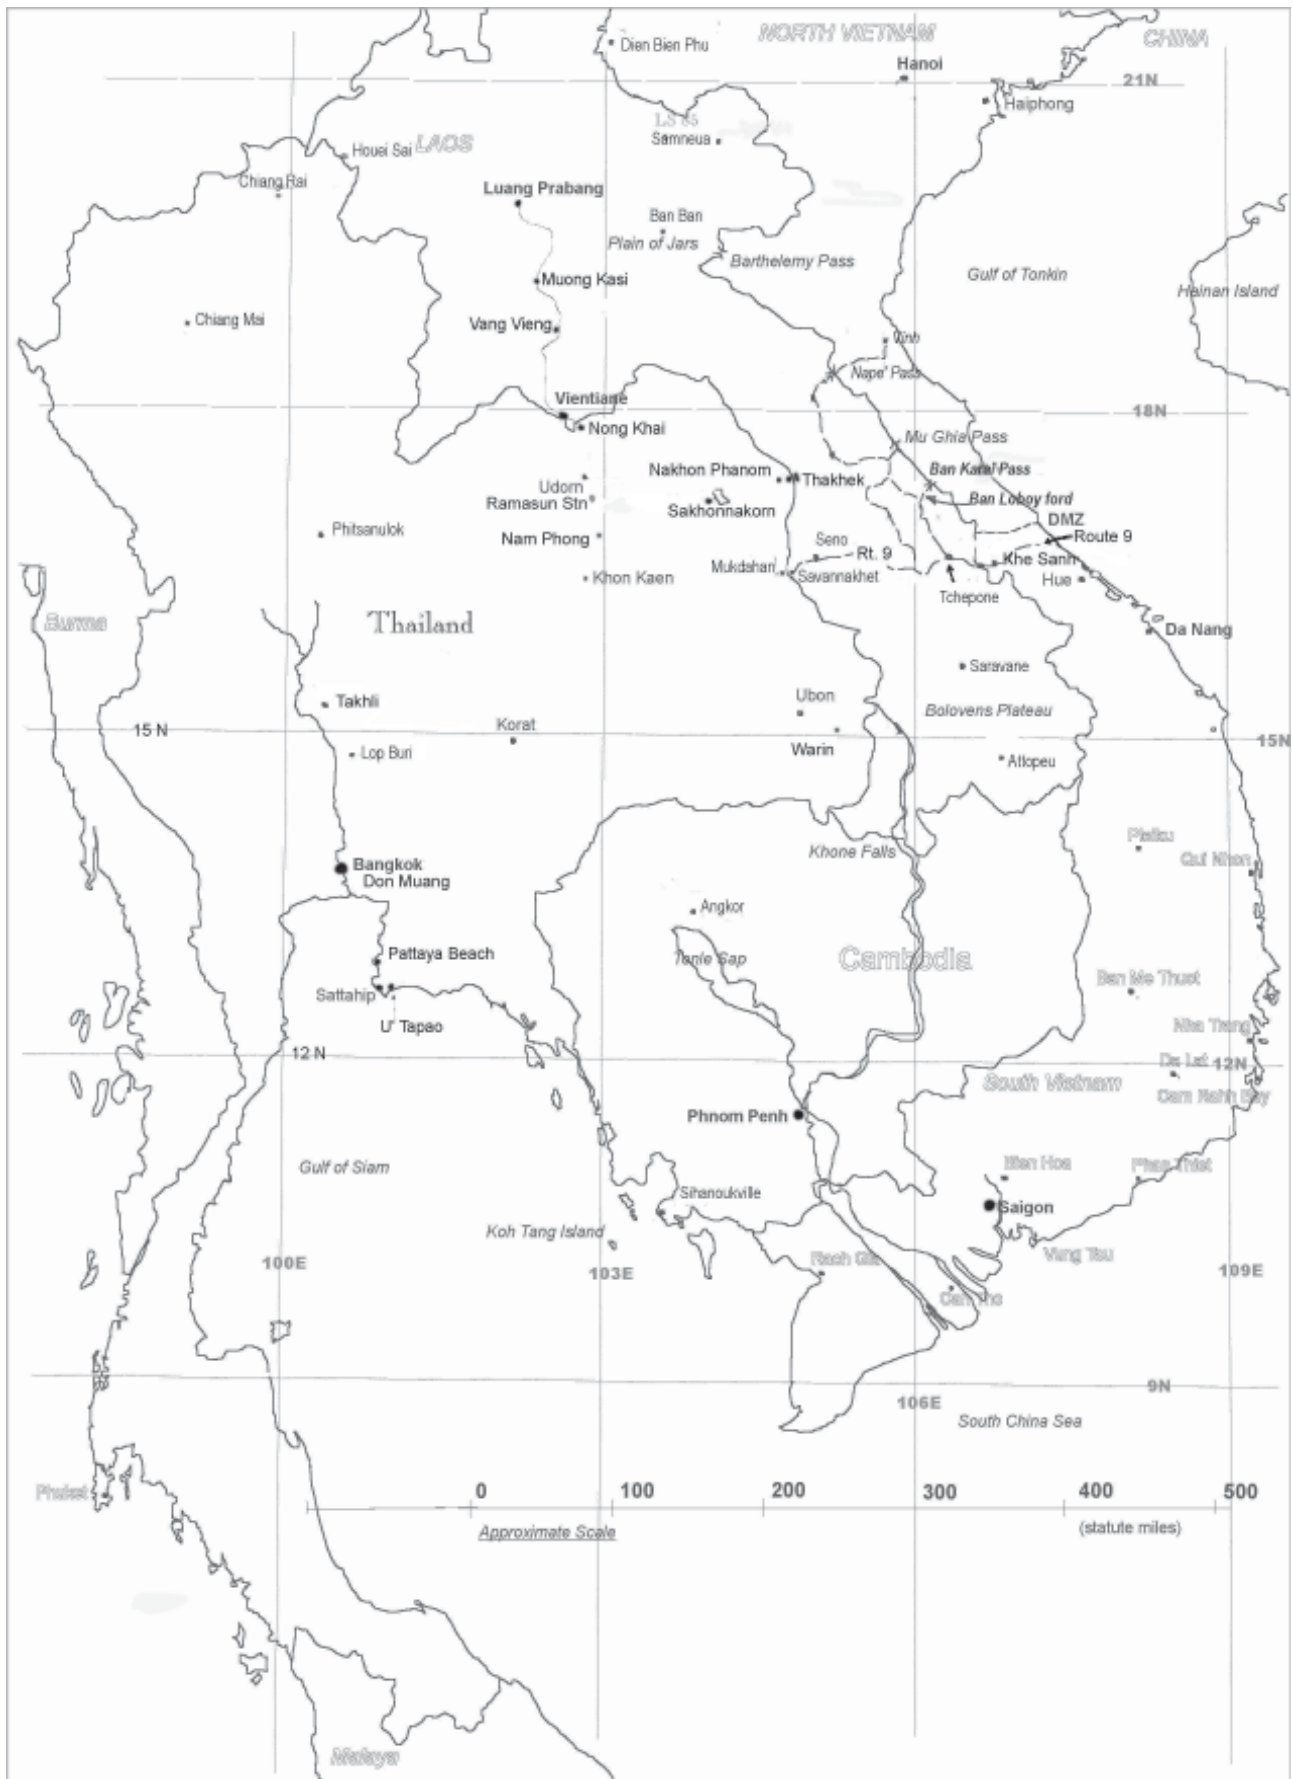 NORTH VIETNAM
CHINA
Dien Bien Phu
Hanoi
21N
Haiphong
LS 85
Samneua
LAOS
Houei Sai
Chiang Rai
Luang Prabang
Ban Ban
Plain of Jars
Barthelemy Pass
Gulf of Tonkin
Hainan Island
Muong Kasi
Chiang Mai
Vang Vieng
Vinh
Nape' Pass
Vientiane
18N
Nong Khai
Mu Ghia Pass
Nakhon Phanom
Thakhek
Ban Karai Pass
Udorn
Ramasun Stn
Ban Loboy ford
Sakhonnakorn
DMZ
Phitsanulok
Nam Phong
Seno
Rt. 9
Route 9
Khe Sanh
Mukdahan
Savannakhet
Khon Kaen
Hue
Tchepone
Burma
Thailand
Da Nang
Saravane
Takhli
Ubon
Bolovens Plateau
15 N
Korat
15N
Lop Buri
Warin
Attopeu
Pleiku
Khone Falls
Qui Nhon
Bangkok
Don Muang
Angkor
Pattaya Beach
Tonle Sap
Cambodia
Ban Me Thuot
Sattahip
U' Tapao
Nha Trang
12 N
Da Lat
12N
South Vietnam
Cam Rahn Bay
Phnom Penh
Gulf of Siam
Bien Hoa
Phan Thiet
Sihanoukville
Saigon
Koh Tang Island
Vung Tau
100E
103E
Rach Gia
109E
Can Tho
9N
106E
South China Sea
Phuket
0 100 200 300 400 500
Approximate Scale
(statute miles)
Malaya